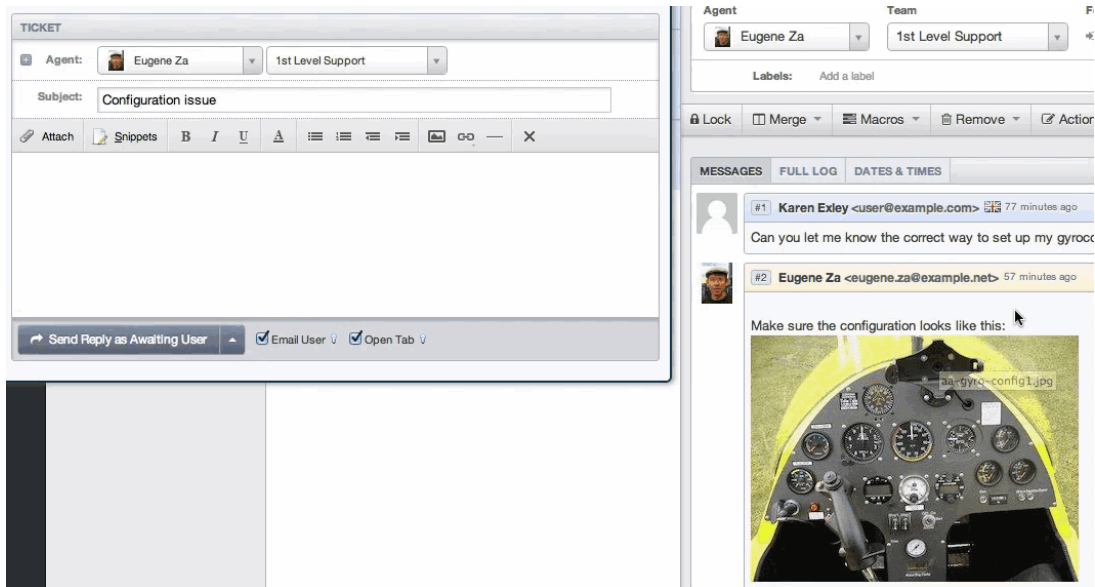 TICKET
Agent: Eugene Za 1st Level Support
Subject: Configuration issue
Attach Snippets B I U A
Send Reply as Awaiting User Email User Open Tab
Agent Team
Eugene Za 1st Level Support
Labels: Add a label
Lock Merge Macros Remove Action
MESSAGES FULL LOG DATES & TIMES
#1 Karen Exley <user@example.com> 77 minutes ago
Can you let me know the correct way to set up my gyroc
#2 Eugene Za <eugene.za@example.net> 57 minutes ago
Make sure the configuration looks like this:
aa-gyro-config1.jpg